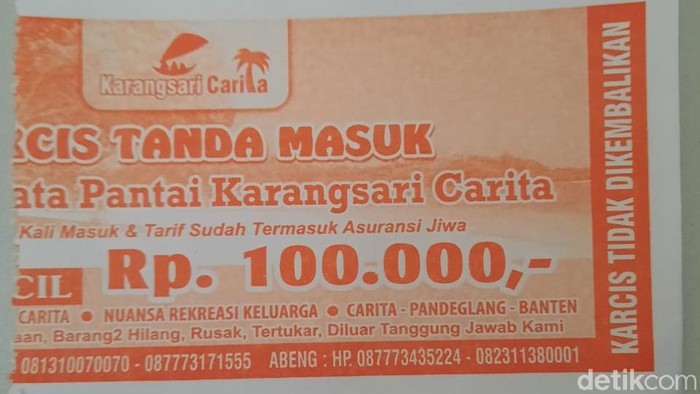 Karangsari Carita
KCIS TANDA MASUK
ata Pantai Karangsari Carita
Kali Masuk & Tarif Sudah Termasuk Asuransi Jiwa
CIL Rp. 100.000,-
CARITA • NUANSA REKREASI KELUARGA • CARITA - PANDEGLANG - BANTEN
aan, Barang2 Hilang, Rusak, Tertukar, Diluar Tanggung Jawab Kami
081310070070 - 087773171555 ABENG : HP. 087773435224 - 082311380001
KARCIS TIDAK DIKEMBALIKAN
detikcom